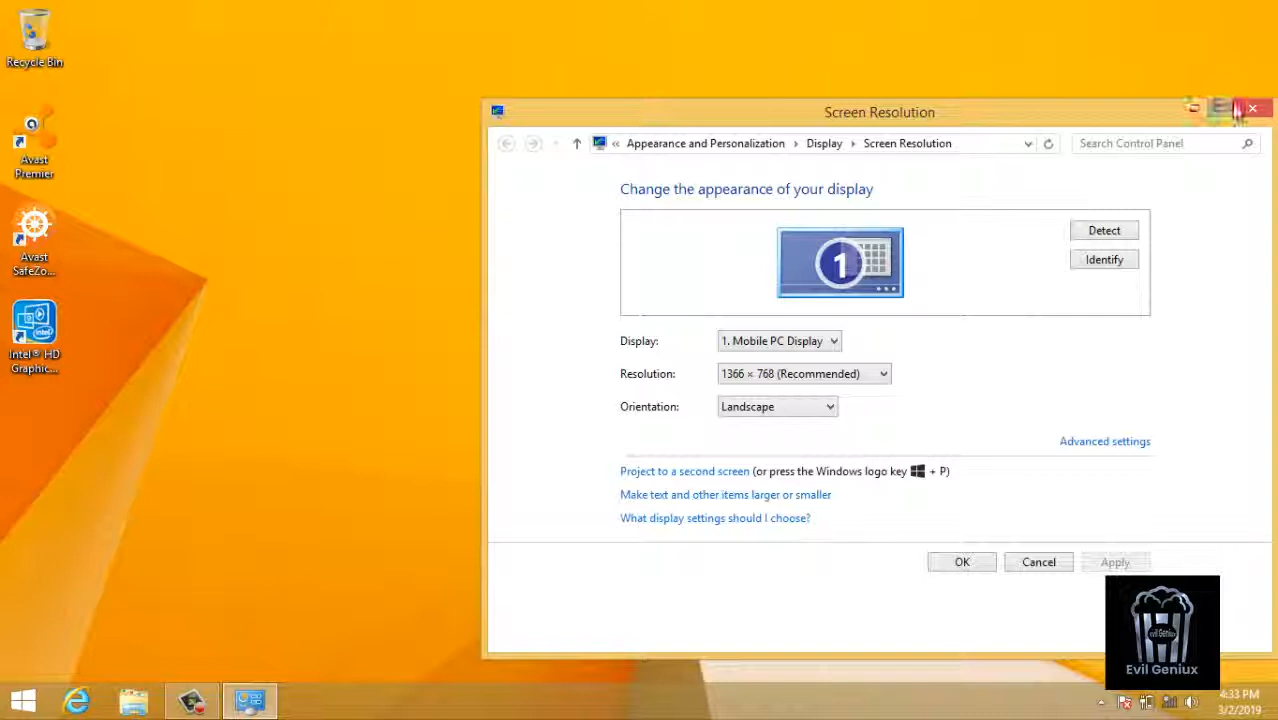 Recycle Bin
Avast
Premier
Avast
SafeZo...
Intel® HD
Graphic...
Screen Resolution
« Appearance and Personalization Display Screen Resolution
Search Control Panel
Change the appearance of your display
1
Detect
Identify
Display: 1. Mobile PC Display
Resolution: 1366 × 768 (Recommended)
Orientation: Landscape
Advanced settings
Project to a second screen (or press the Windows logo key + P)
Make text and other items larger or smaller
What display settings should I choose?
OK Cancel Apply
Evil Geniux
Evil Geniux
4:33 PM
3/2/2019